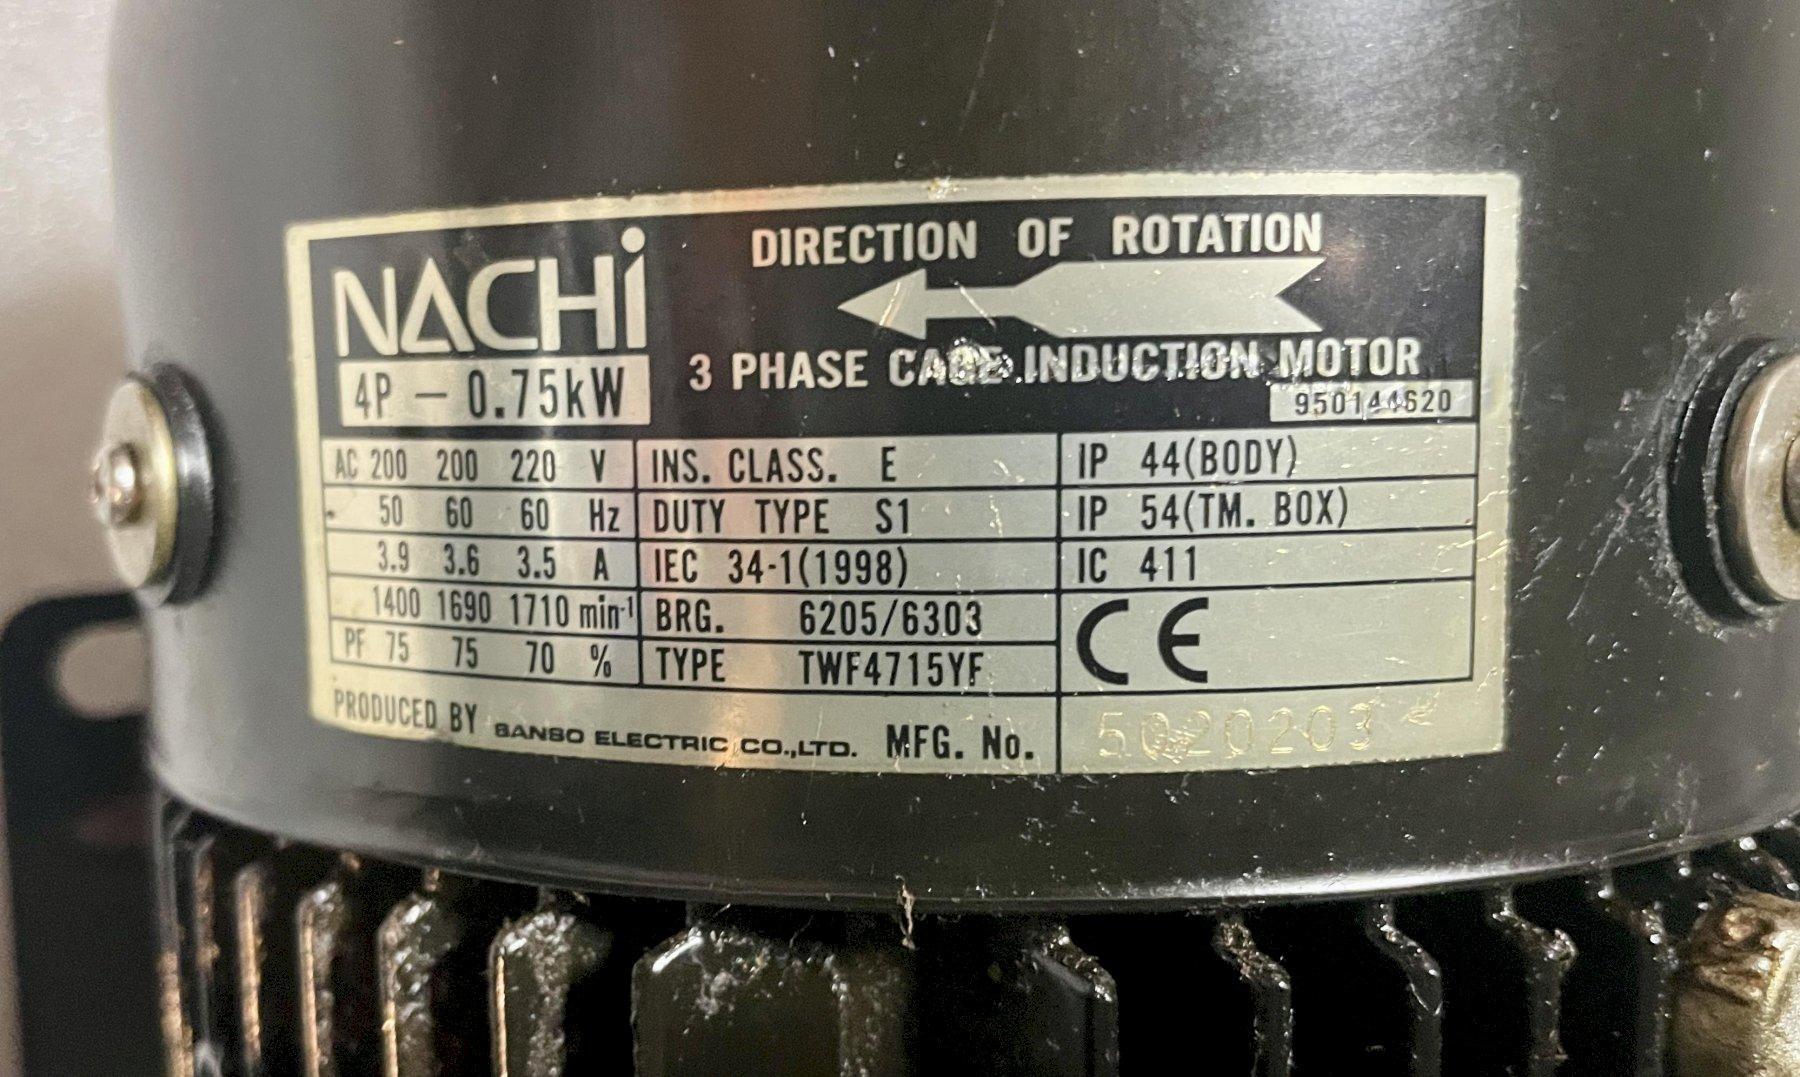 NACHi
DIRECTION OF ROTATION
4P - 0.75kW
3 PHASE CAGE INDUCTION MOTOR
950144620
AC 200 200 220 V
INS. CLASS. E
IP 44(BODY)
50 60 60 Hz
DUTY TYPE S1
IP 54(TM. BOX)
3.9 3.6 3.5 A
IEC 34-1(1998)
IC 411
1400 1690 1710 min-1
BRG. 6205/6303
CE
PF 75 75 70 %
TYPE TWF4715YF
PRODUCED BY SANSO ELECTRIC CO.,LTD. MFG. No.